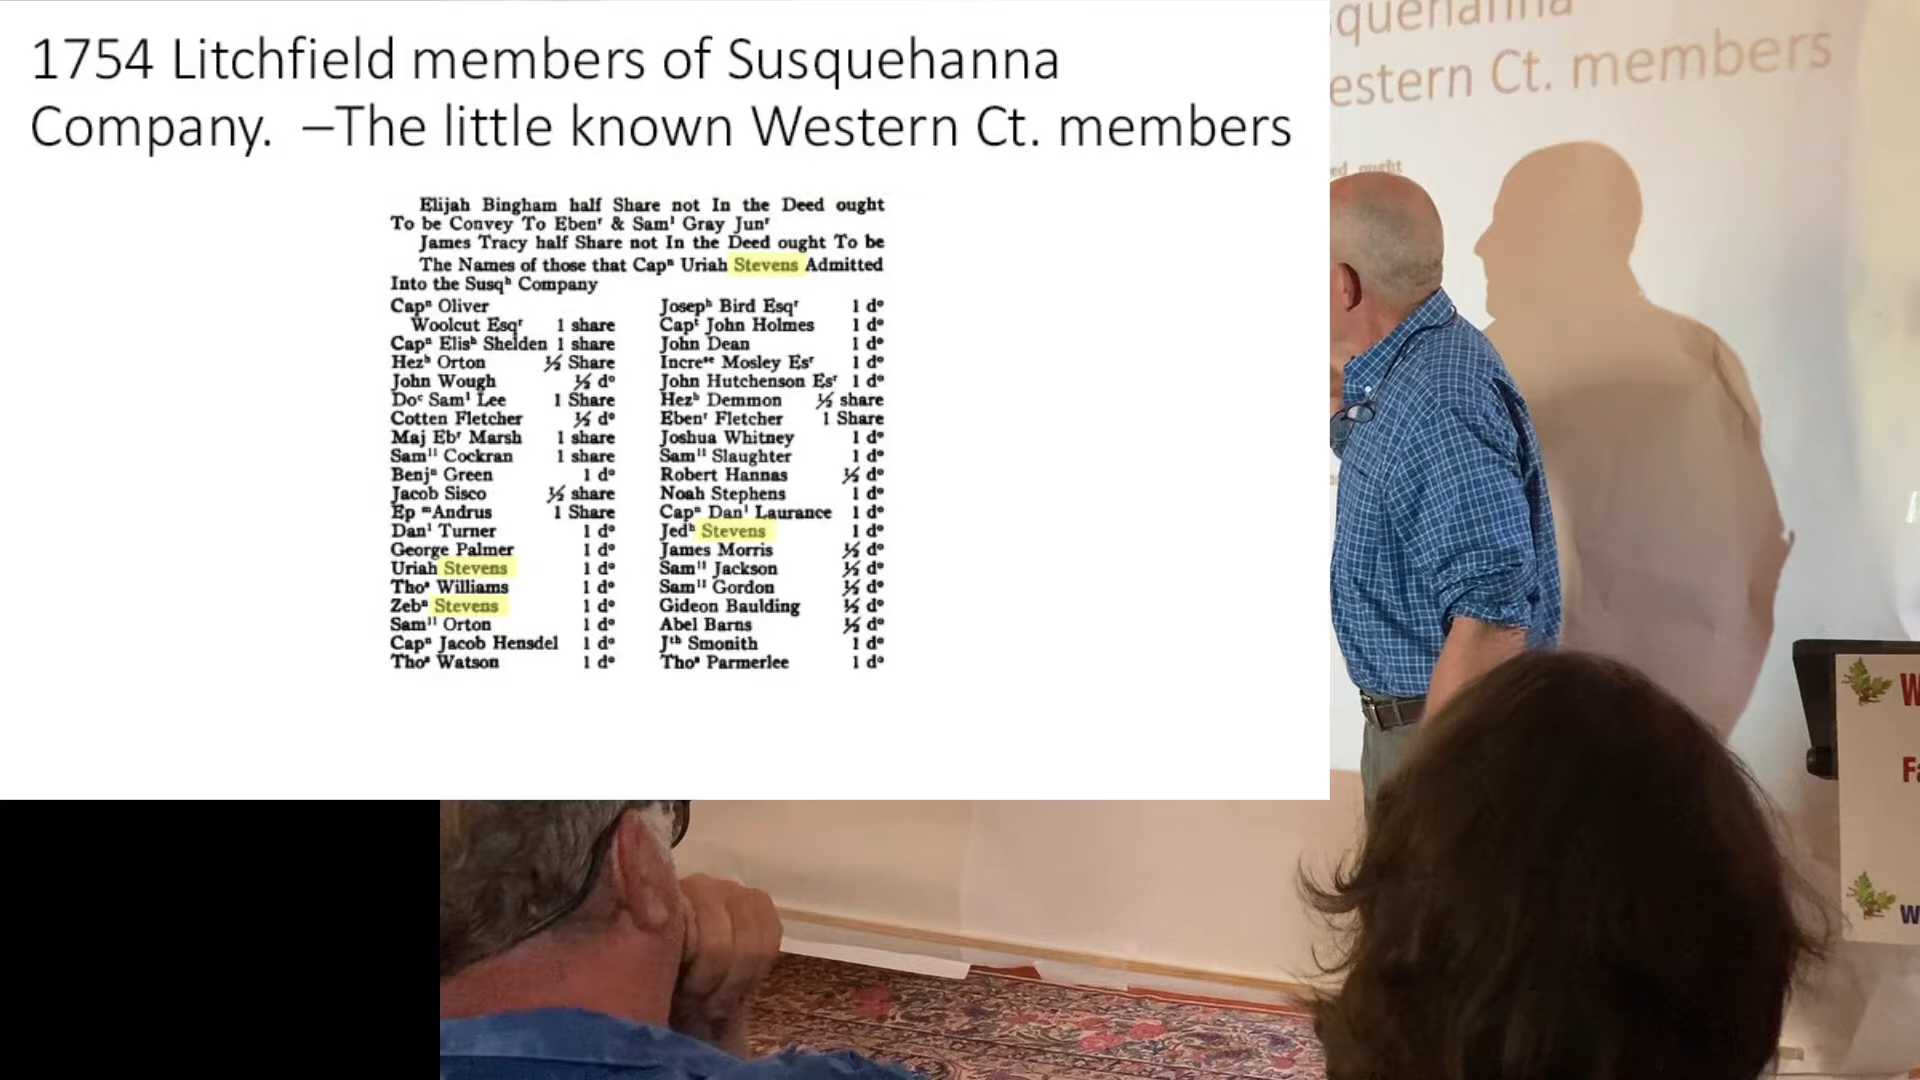 1754 Litchfield members of Susquehanna
Company. –The little known Western Ct. members
Elijah Bingham half Share not In the Deed ought
To be Convey To Ebenʳ & Samˡ Gray Junʳ
James Tracy half Share not In the Deed ought To be
The Names of those that Capⁿ Uriah Stevens Admitted
Into the Susqʰ Company
Capⁿ Oliver
Woolcut Esqʳ 1 share
Capⁿ Elisʰ Shelden 1 share
Hezʰ Orton ½ Share
John Wough ½ dᵒ
Doᶜ Samˡ Lee 1 Share
Cotten Fletcher ½ dᵒ
Maj Ebʳ Marsh 1 share
Samˡˡ Cockran 1 share
Benjⁿ Green 1 dᵒ
Jacob Sisco ½ share
Ep ᵐAndrus 1 Share
Danˡ Turner 1 dᵒ
George Palmer 1 dᵒ
Uriah Stevens 1 dᵒ
Thoˢ Williams 1 dᵒ
Zebⁿ Stevens 1 dᵒ
Samˡˡ Orton 1 dᵒ
Capⁿ Jacob Hensdel 1 dᵒ
Thoˢ Watson 1 dᵒ
Josepʰ Bird Esqʳ 1 dᵒ
Capᵗ John Holmes 1 dᵒ
John Dean 1 dᵒ
Increˢᵉ Mosley Esʳ 1 dᵒ
John Hutchenson Esʳ 1 dᵒ
Hezʰ Demmon ½ share
Ebenʳ Fletcher 1 Share
Joshua Whitney 1 dᵒ
Samˡˡ Slaughter 1 dᵒ
Robert Hannas ½ dᵒ
Noah Stephens 1 dᵒ
Capⁿ Danˡ Laurance 1 dᵒ
Jedʰ Stevens 1 dᵒ
James Morris ½ dᵒ
Samˡˡ Jackson ½ dᵒ
Samˡˡ Gordon ½ dᵒ
Gideon Baulding ½ dᵒ
Abel Barns ½ dᵒ
Jᵗʰ Smonith 1 dᵒ
Thoˢ Parmerlee 1 dᵒ
squehanna
estern Ct. members
ought